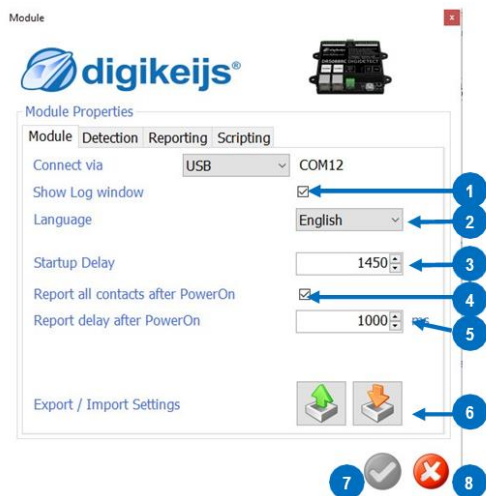 Module
x
digikeijs®
Module Properties
Module Detection Reporting Scripting
Connect via USB COM12
Show Log window 1
Language English 2
Startup Delay 1450 3
Report all contacts after PowerOn 4
Report delay after PowerOn 1000 5
Export / Import Settings 6
7 8